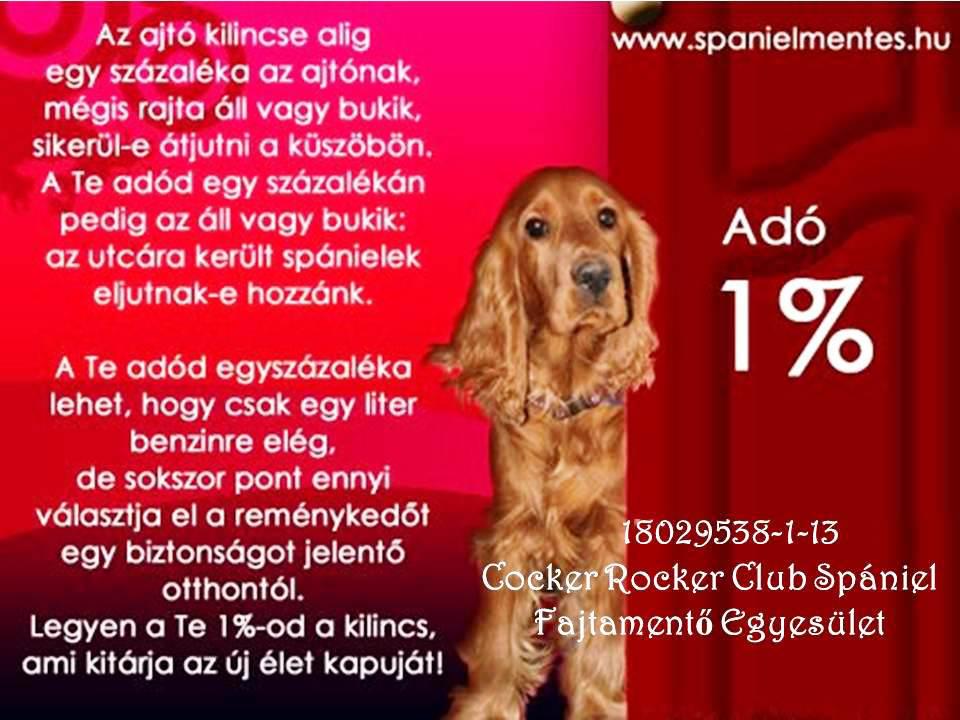 Az ajtó kilincse alig
egy százaléka az ajtónak,
mégis rajta áll vagy bukik,
sikerül-e átjutni a küszöbön.
A Te adód egy százalékán
pedig az áll vagy bukik:
az utcára került spánielek
eljutnak-e hozzánk.
A Te adód egyszázaléka
lehet, hogy csak egy liter
benzinre elég,
de sokszor pont ennyi
választja el a reménykedőt
egy biztonságot jelentő
otthontól.
Legyen a Te 1%-od a kilincs,
ami kitárja az új élet kapuját!
www.spanielmentes.hu
Adó
1%
18029538-1-13
Cocker Rocker Club Spániel
Fajtamentő Egyesület